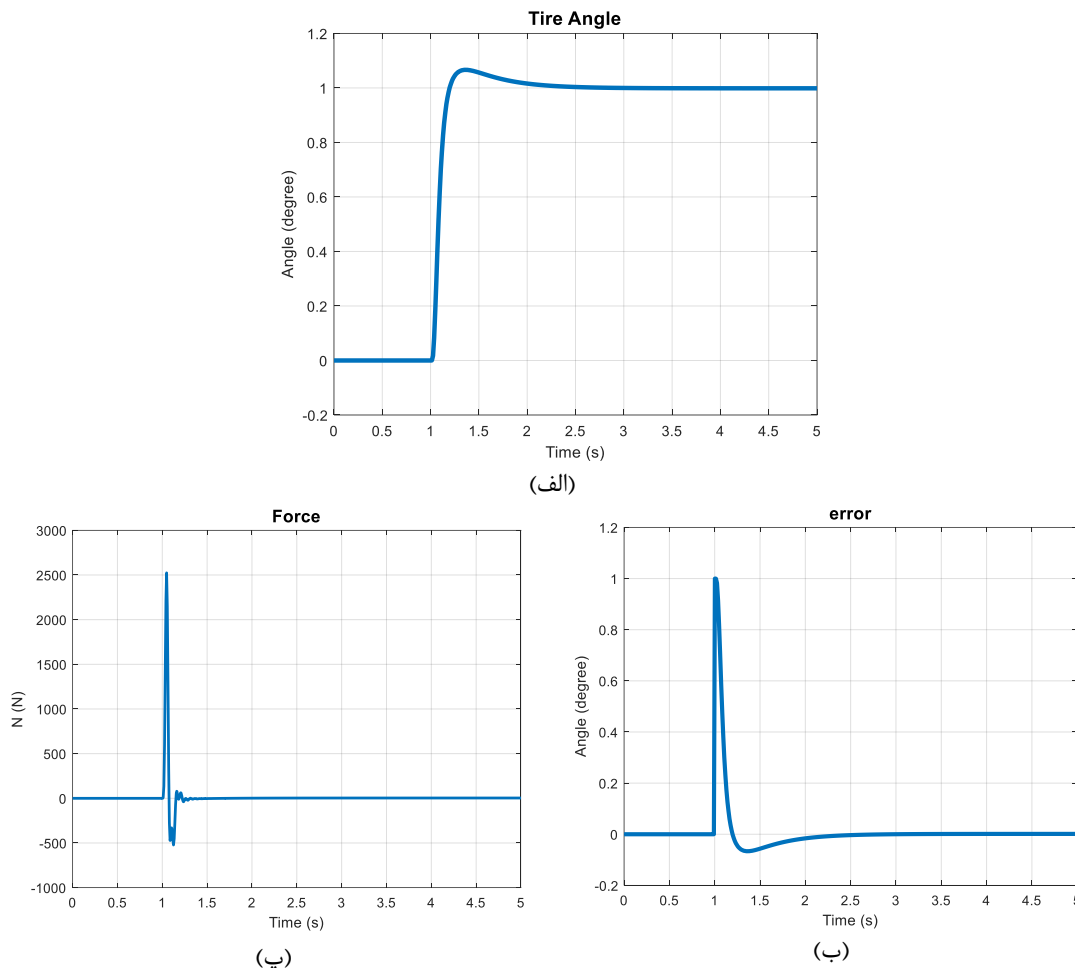 Tire Angle
1.2
1
0.8
0.6
0.4
0.2
0
-0.2
Angle (degree)
0 0.5 1 1.5 2 2.5 3 3.5 4 4.5 5
Time (s)
(الف)
Force
3000
2500
2000
1500
1000
500
0
-500
-1000
N (N)
0 0.5 1 1.5 2 2.5 3 3.5 4 4.5 5
Time (s)
(پ)
error
1.2
1
0.8
0.6
0.4
0.2
0
-0.2
Angle (degree)
0 0.5 1 1.5 2 2.5 3 3.5 4 4.5 5
Time (s)
(ب)